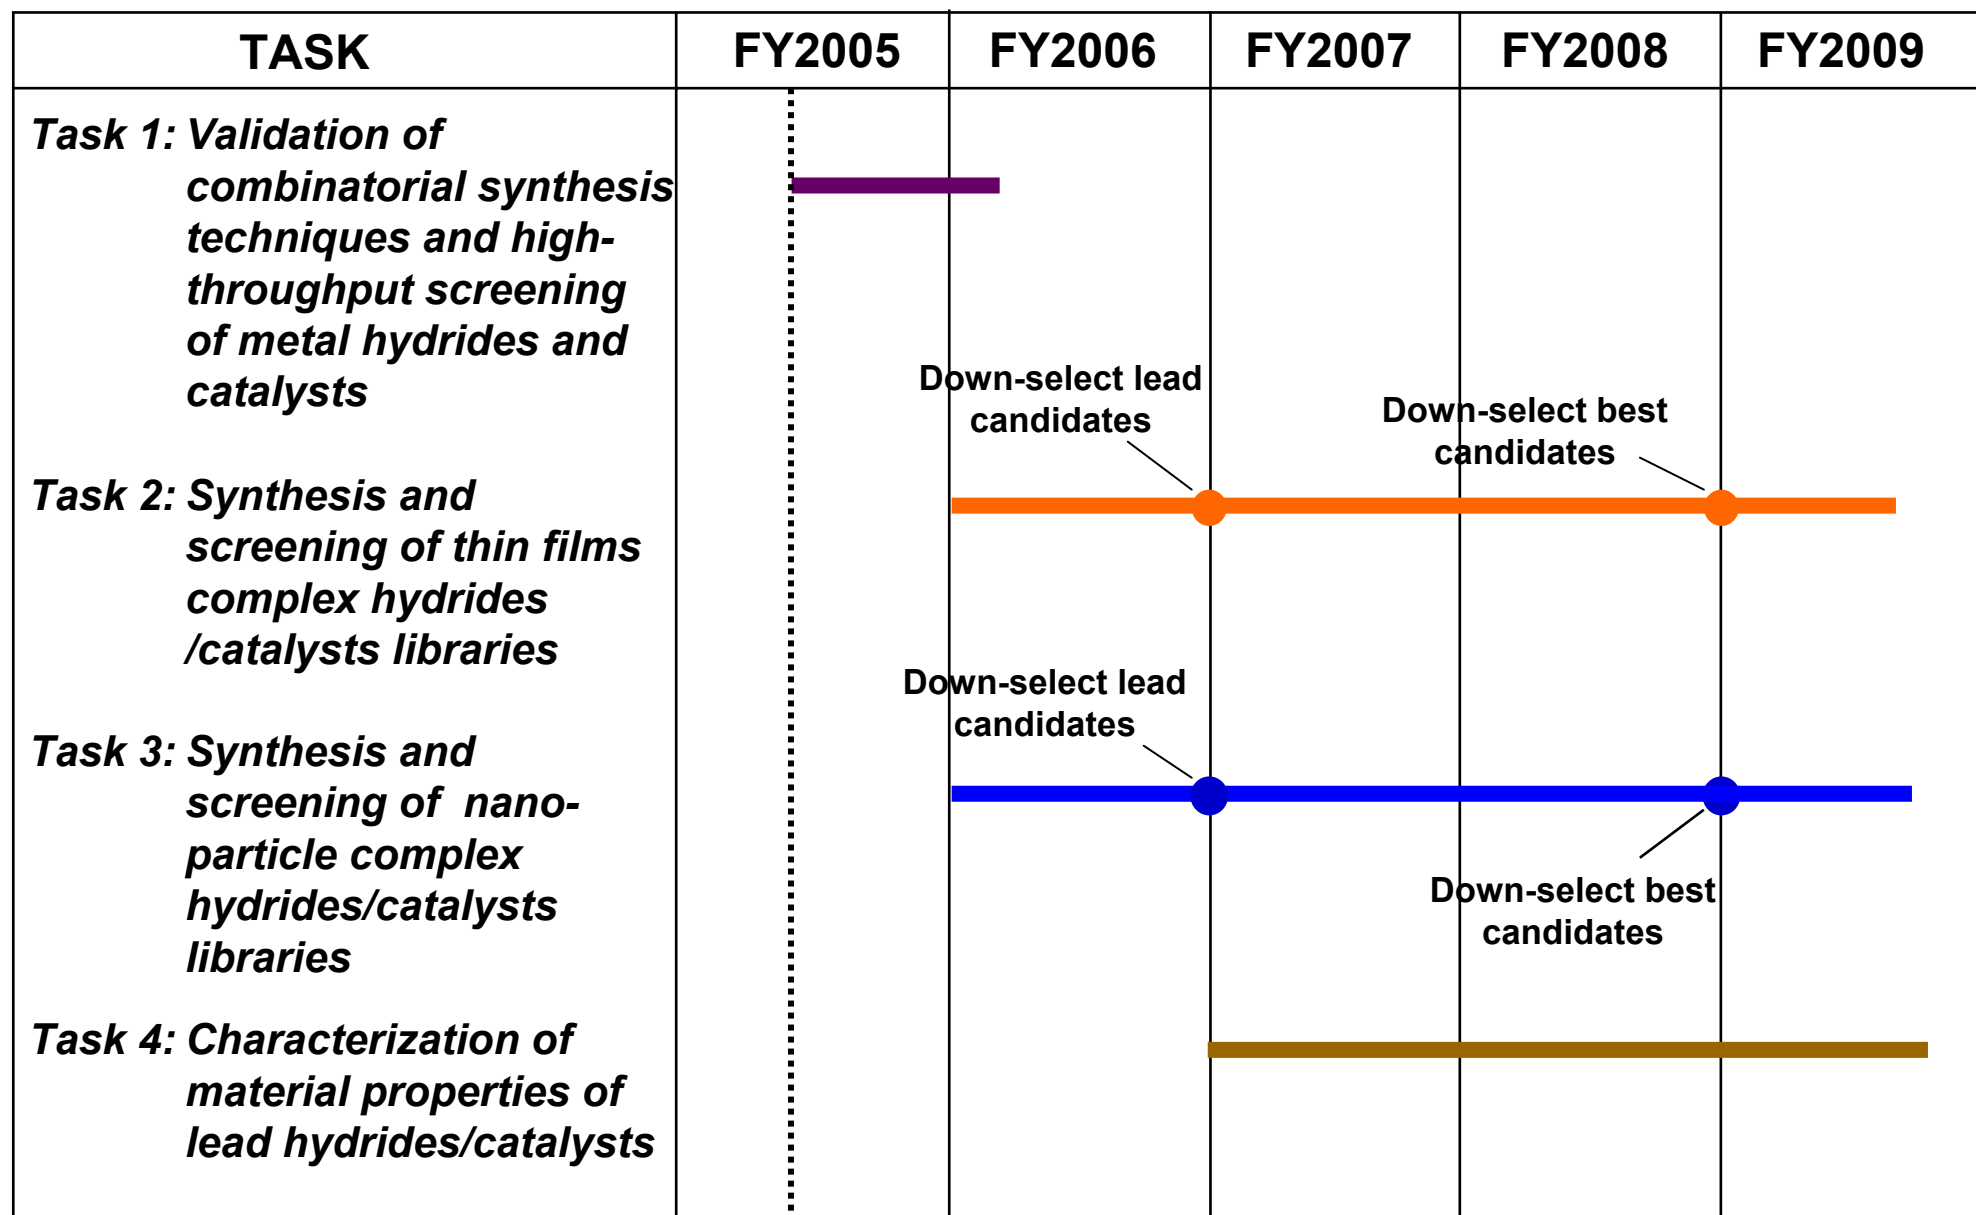 TASK FY2005 FY2006 FY2007 FY2008 FY2009
Task 1: Validation of
combinatorial synthesis
techniques and high-
throughput screening
of metal hydrides and
catalysts
Down-select lead
candidates
Down-select best
candidates
Task 2: Synthesis and
screening of thin films
complex hydrides
/catalysts libraries
Down-select lead
candidates
Task 3: Synthesis and
screening of nano-
particle complex
hydrides/catalysts
libraries
Down-select best
candidates
Task 4: Characterization of
material properties of
lead hydrides/catalysts